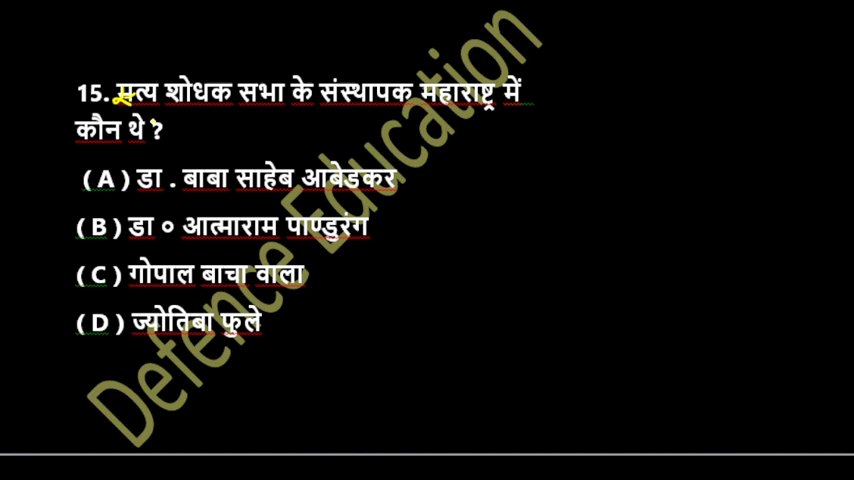 15. सत्य शोधक सभा के संस्थापक महाराष्ट्र में
कौन थे ?
( A ) डा . बाबा साहेब आबेडकर
( B ) डा ० आत्माराम पाण्डुरंग
( C ) गोपाल बाचा वाला
( D ) ज्योतिबा फुले
Defence Education